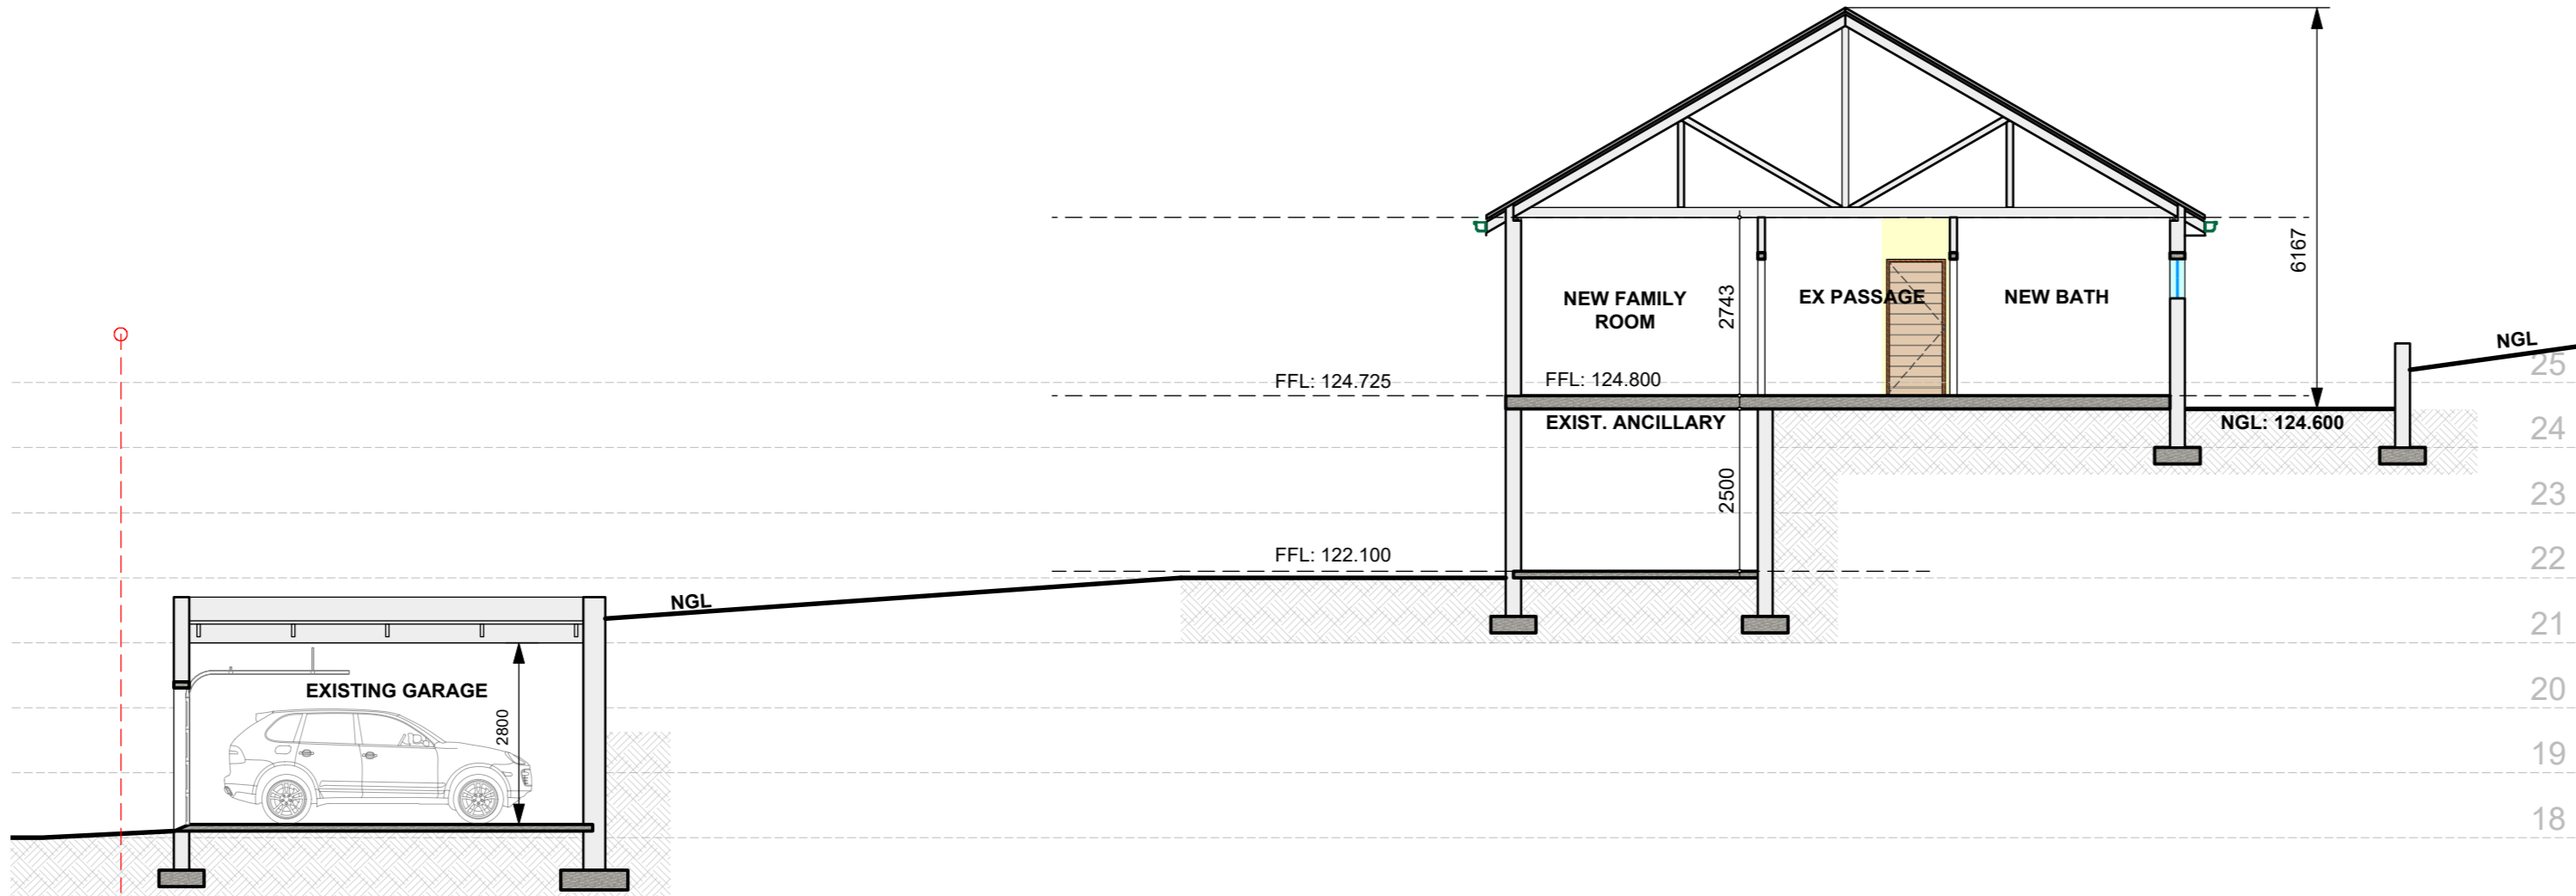 6167
NEW FAMILY
ROOM
2743
EX PASSAGE
NEW BATH
NGL
25
FFL: 124.725
FFL: 124.800
EXIST. ANCILLARY
NGL: 124.600
24
2500
23
FFL: 122.100
22
NGL
21
EXISTING GARAGE
20
2800
19
18